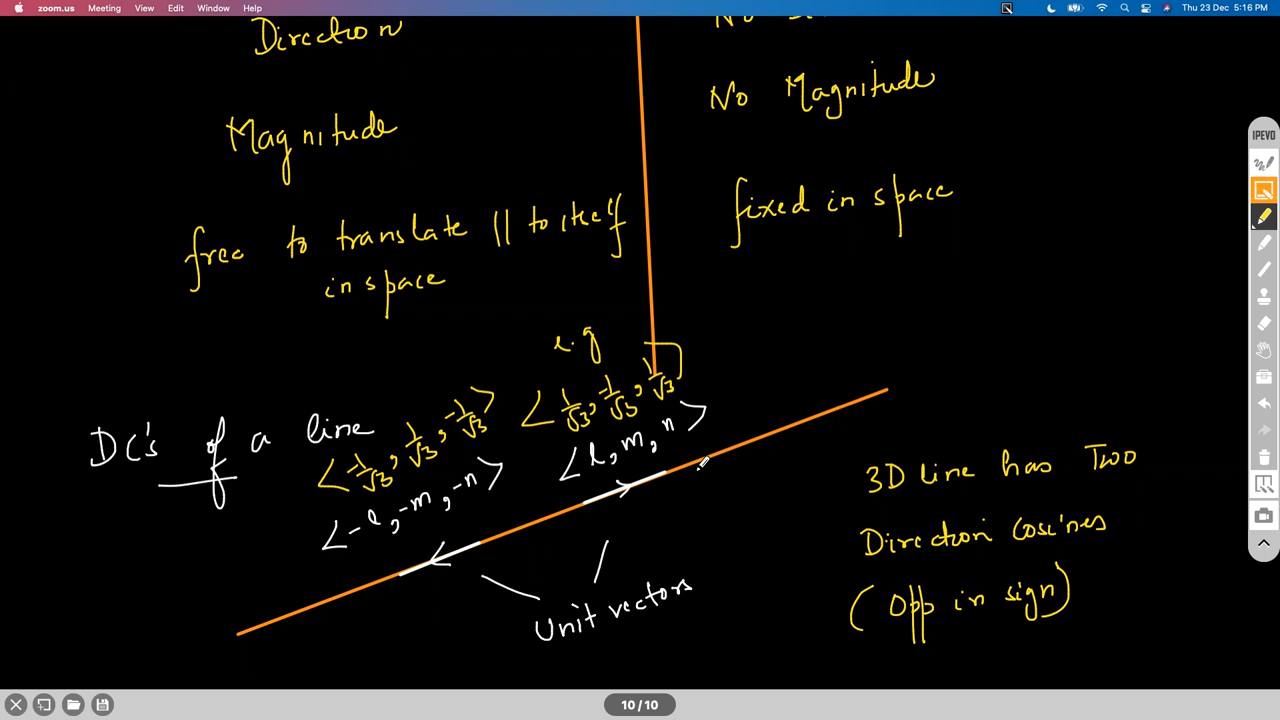 zoom.us Meeting View Edit Window Help Thu 23 Dec 5:16 PM
Direction
No Magnitude
Magnitude
fixed in space
free to translate || to itself
in space
e.g
< 1/√3, -1/√3, 1/√3
< -1/√3, 1/√3, -1/√3 >
DC's of a line
< l, m, n >
< -l, -m, -n >
3D line has Two
Direction Cosines
(Opp in sign)
Unit vectors
IPEVO
10/10